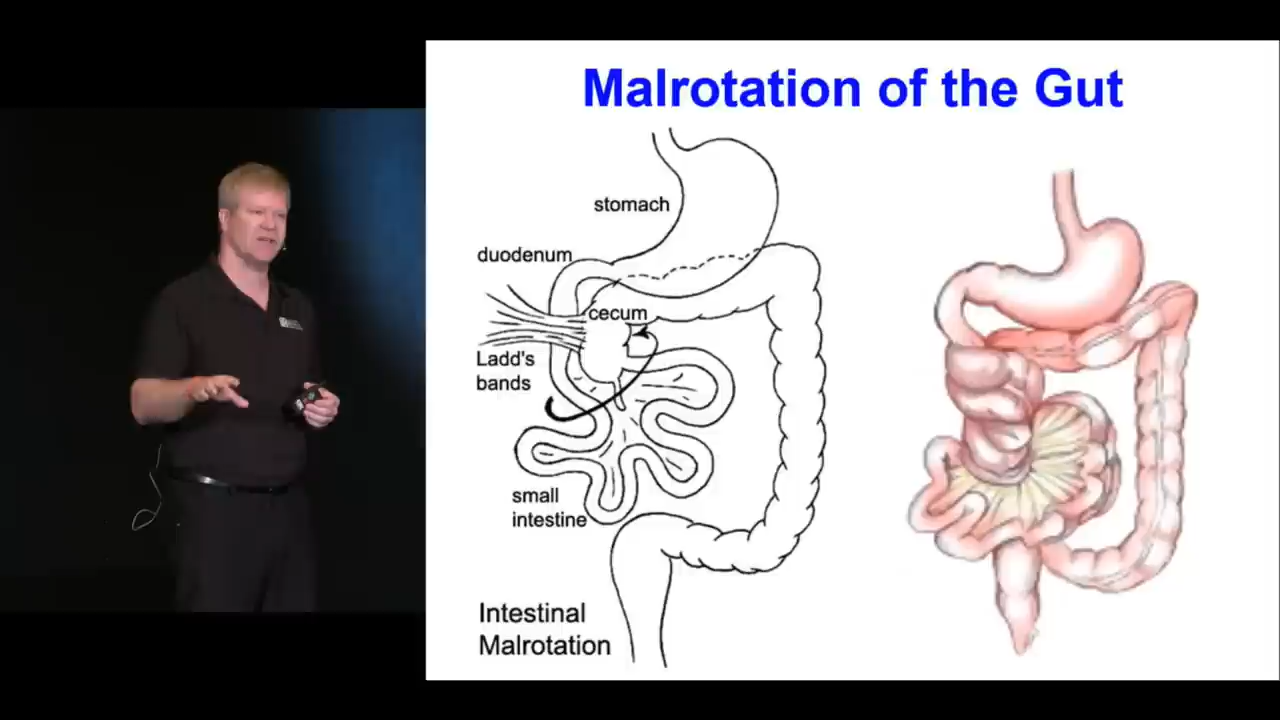 Malrotation of the Gut
stomach
duodenum
cecum
Ladd's
bands
small
intestine
Intestinal
Malrotation